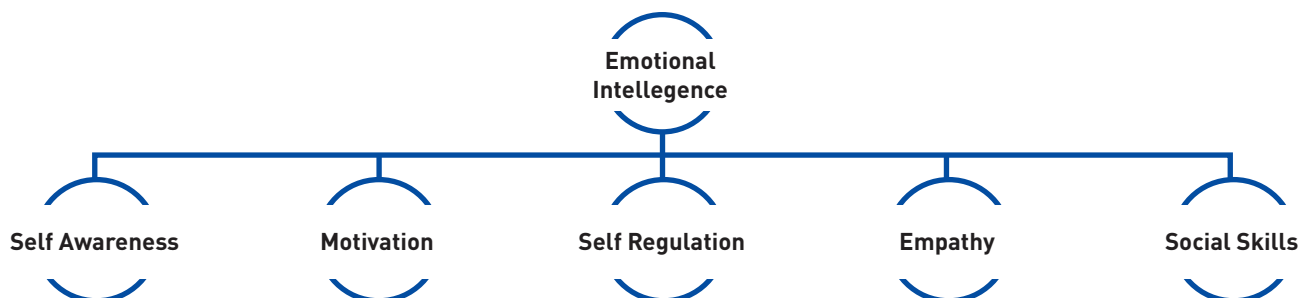 Emotional
Intellegence
Self Awareness
Motivation
Self Regulation
Empathy
Social Skills